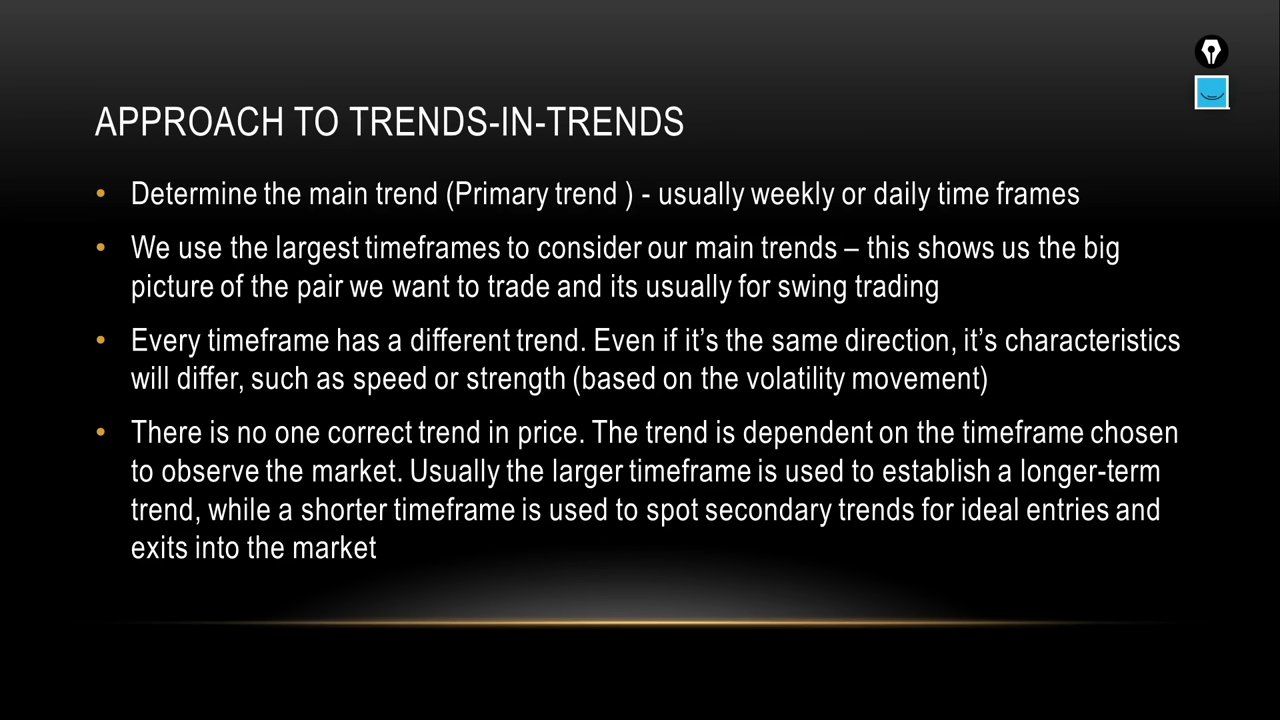 APPROACH TO TRENDS-IN-TRENDS
• Determine the main trend (Primary trend ) - usually weekly or daily time frames
• We use the largest timeframes to consider our main trends – this shows us the big
picture of the pair we want to trade and its usually for swing trading
• Every timeframe has a different trend. Even if it’s the same direction, it’s characteristics
will differ, such as speed or strength (based on the volatility movement)
• There is no one correct trend in price. The trend is dependent on the timeframe chosen
to observe the market. Usually the larger timeframe is used to establish a longer-term
trend, while a shorter timeframe is used to spot secondary trends for ideal entries and
exits into the market